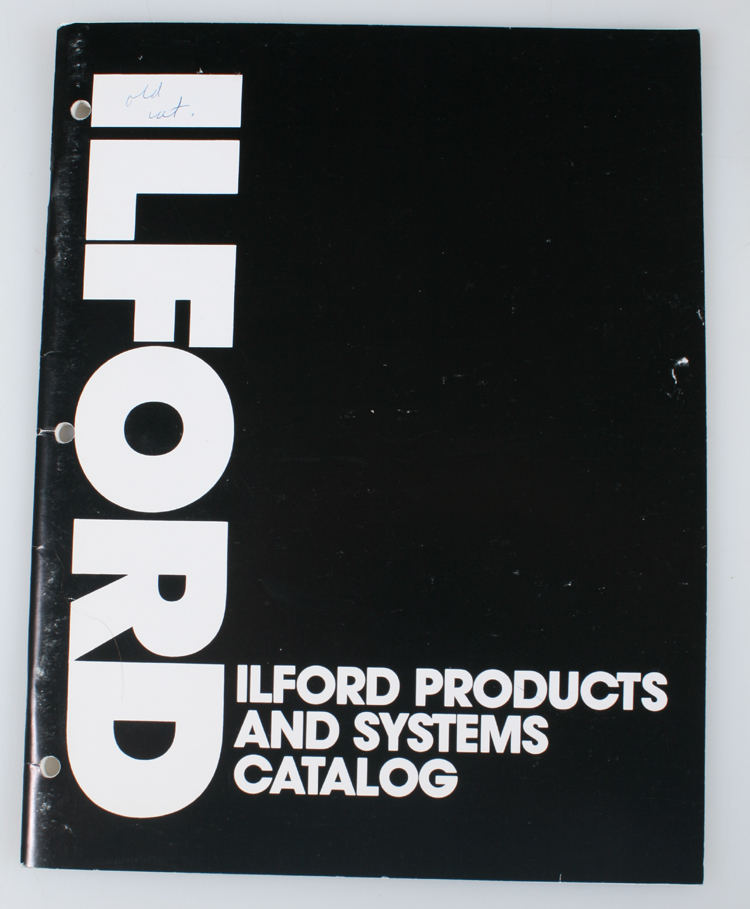 old
cat.
ILFORD
ILFORD PRODUCTS
AND SYSTEMS
CATALOG